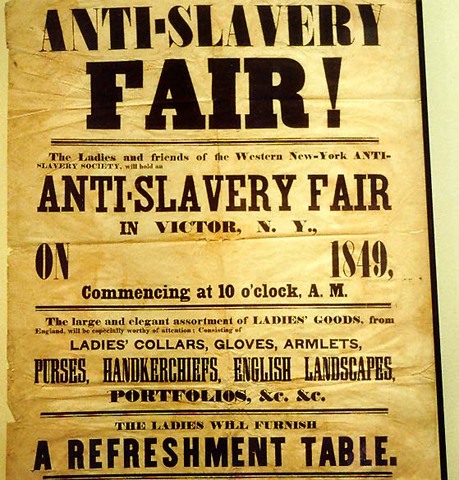 ANTI-SLAVERY
FAIR!
The Ladies and friends of the Western New-York ANTI-
SLAVERY SOCIETY, will hold an
ANTI-SLAVERY FAIR
IN VICTOR, N. Y.,
ON 1849,
Commencing at 10 o'clock, A. M.
The large and elegant assortment of LADIES' GOODS, from
England, will be especially worthy of attention: Consisting of
LADIES' COLLARS, GLOVES, ARMLETS,
PURSES, HANDKERCHIEFS, ENGLISH LANDSCAPES,
PORTFOLIOS, &c. &c.
THE LADIES WILL FURNISH
A REFRESHMENT TABLE.